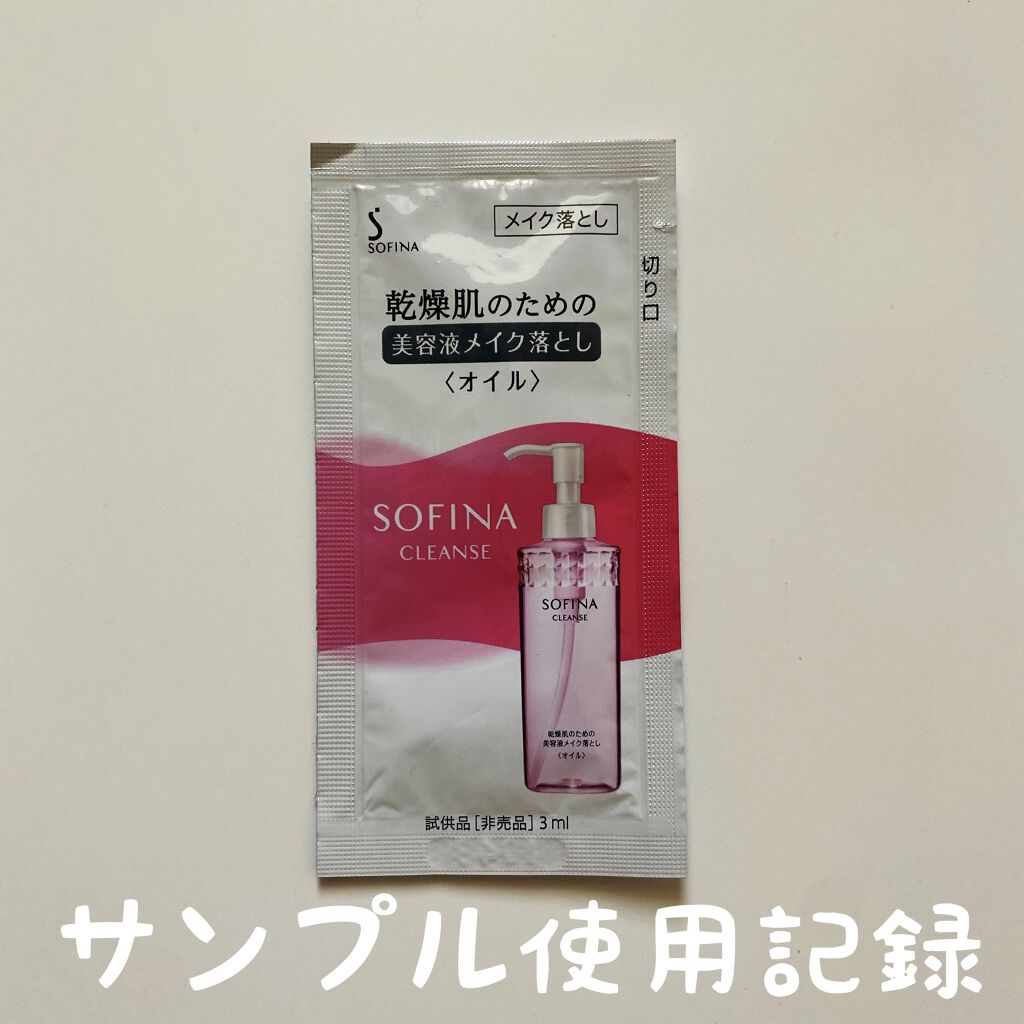 SOFINA
メイク落とし
切り口
乾燥肌のための
美容液メイク落とし
〈オイル〉
SOFINA
CLEANSE
SOFINA
CLEANSE
乾燥肌のための
美容液メイク落とし
〈オイル〉
試供品[非売品]3ml
サンプル使用記録